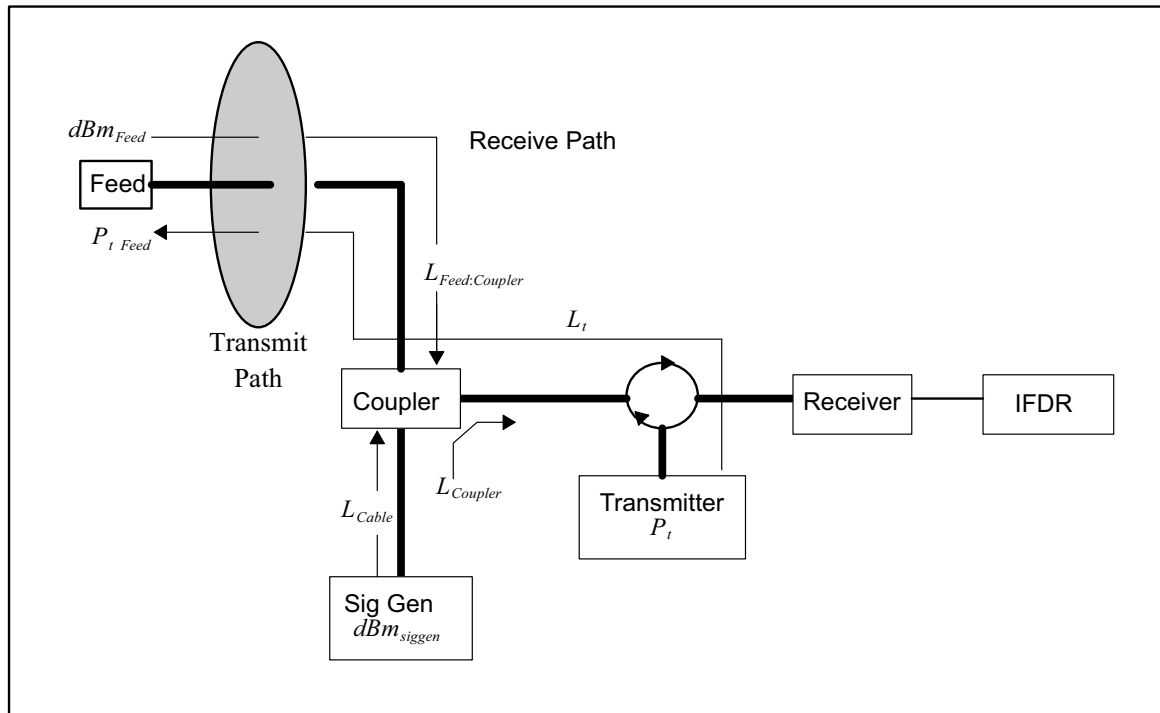 dBm_Feed
Receive Path
Feed
P_t Feed
L_Feed:Coupler
L_t
Transmit
Path
Coupler
Receiver
IFDR
L_Coupler
L_Cable
Transmitter
P_t
Sig Gen
dBm_siggen